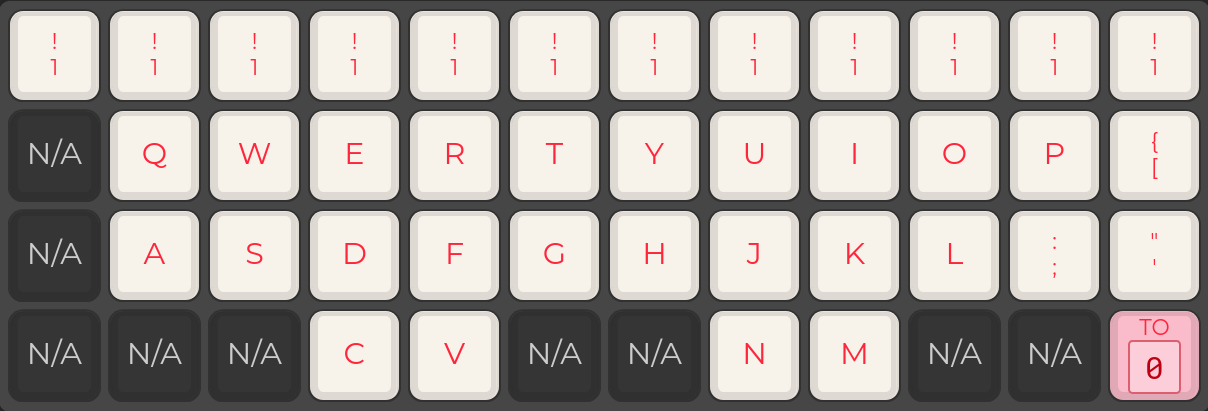 ! ! ! ! ! ! ! ! ! ! ! !
1 1 1 1 1 1 1 1 1 1 1 1
N/A Q W E R T Y U I O P { [
N/A A S D F G H J K L : ; " '
N/A N/A N/A C V N/A N/A N M N/A N/A TO 0